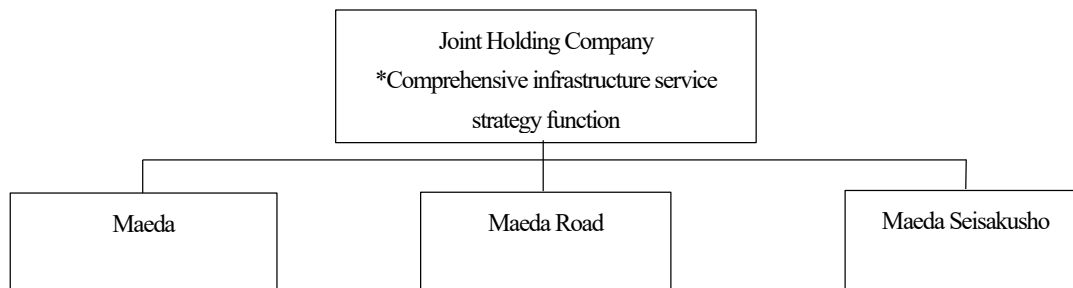 Joint Holding Company
*Comprehensive infrastructure service
strategy function
Maeda
Maeda Road
Maeda Seisakusho